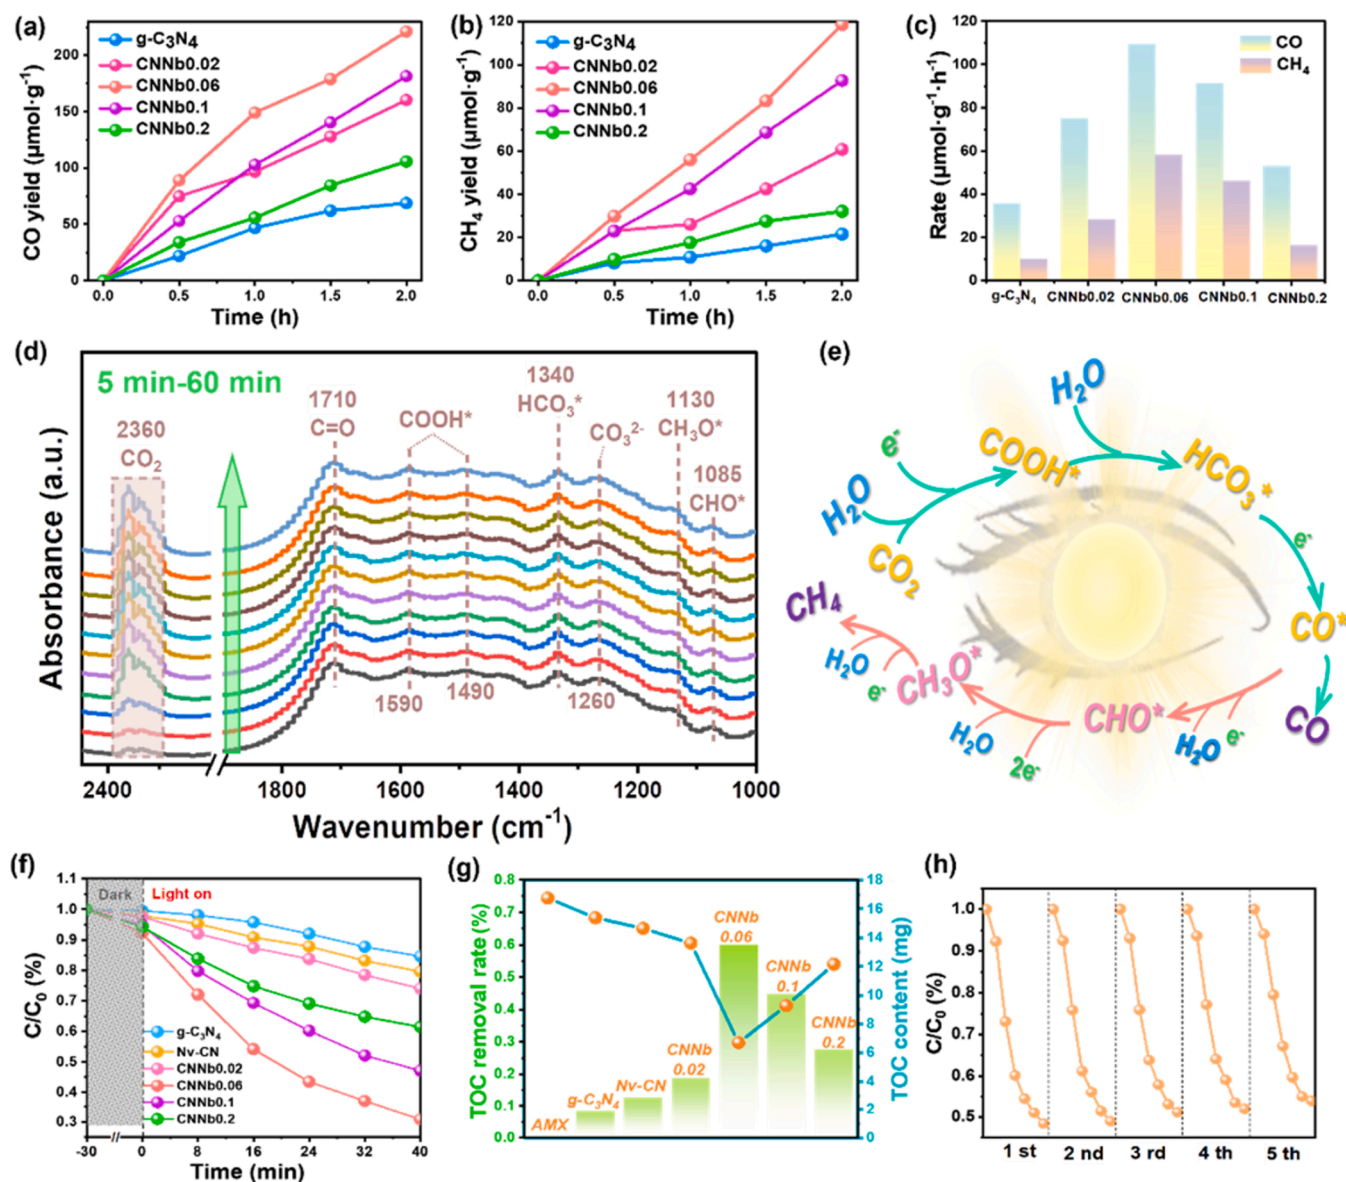 (a)
g-C₃N₄
CNNb0.02
CNNb0.06
CNNb0.1
CNNb0.2
CO yield (μmol·g⁻¹)
200
150
100
50
0
0.0 0.5 1.0 1.5 2.0
Time (h)
(b)
g-C₃N₄
CNNb0.02
CNNb0.06
CNNb0.1
CNNb0.2
CH₄ yield (μmol·g⁻¹)
120
100
80
60
40
20
0
0.0 0.5 1.0 1.5 2.0
Time (h)
(c)
CO
CH₄
Rate (μmol·g⁻¹·h⁻¹)
120
100
80
60
40
20
0
g-C₃N₄ CNNb0.02 CNNb0.06 CNNb0.1 CNNb0.2
(d)
5 min-60 min
2360
CO₂
1710
C=O
COOH*
1340
HCO₃*
CO₃²⁻
1130
CH₃O*
1085
CHO*
1590
1490
1260
Absorbance (a.u.)
2400 1800 1600 1400 1200 1000
Wavenumber (cm⁻¹)
(e)
H₂O
e⁻
COOH*
HCO₃*
H₂O
CO₂
e⁻
CH₄
CO*
H₂O
e⁻
CH₃O*
CHO*
CO
H₂O
2e⁻
H₂O
e⁻
(f)
Dark
Light on
g-C₃N₄
Nv-CN
CNNb0.02
CNNb0.06
CNNb0.1
CNNb0.2
C/C₀ (%)
1.1
1.0
0.9
0.8
0.7
0.6
0.5
0.4
0.3
-30 0 8 16 24 32 40
Time (min)
(g)
TOC removal rate (%)
0.8
0.7
0.6
0.5
0.4
0.3
0.2
0.1
0.0
AMX
g-C₃N₄
Nv-CN
CNNb
0.02
CNNb
0.06
CNNb
0.1
CNNb
0.2
18
16
14
12
10
8
6
4
2
0
TOC content (mg)
(h)
C/C₀ (%)
1.0
0.9
0.8
0.7
0.6
0.5
1 st 2 nd 3 rd 4 th 5 th